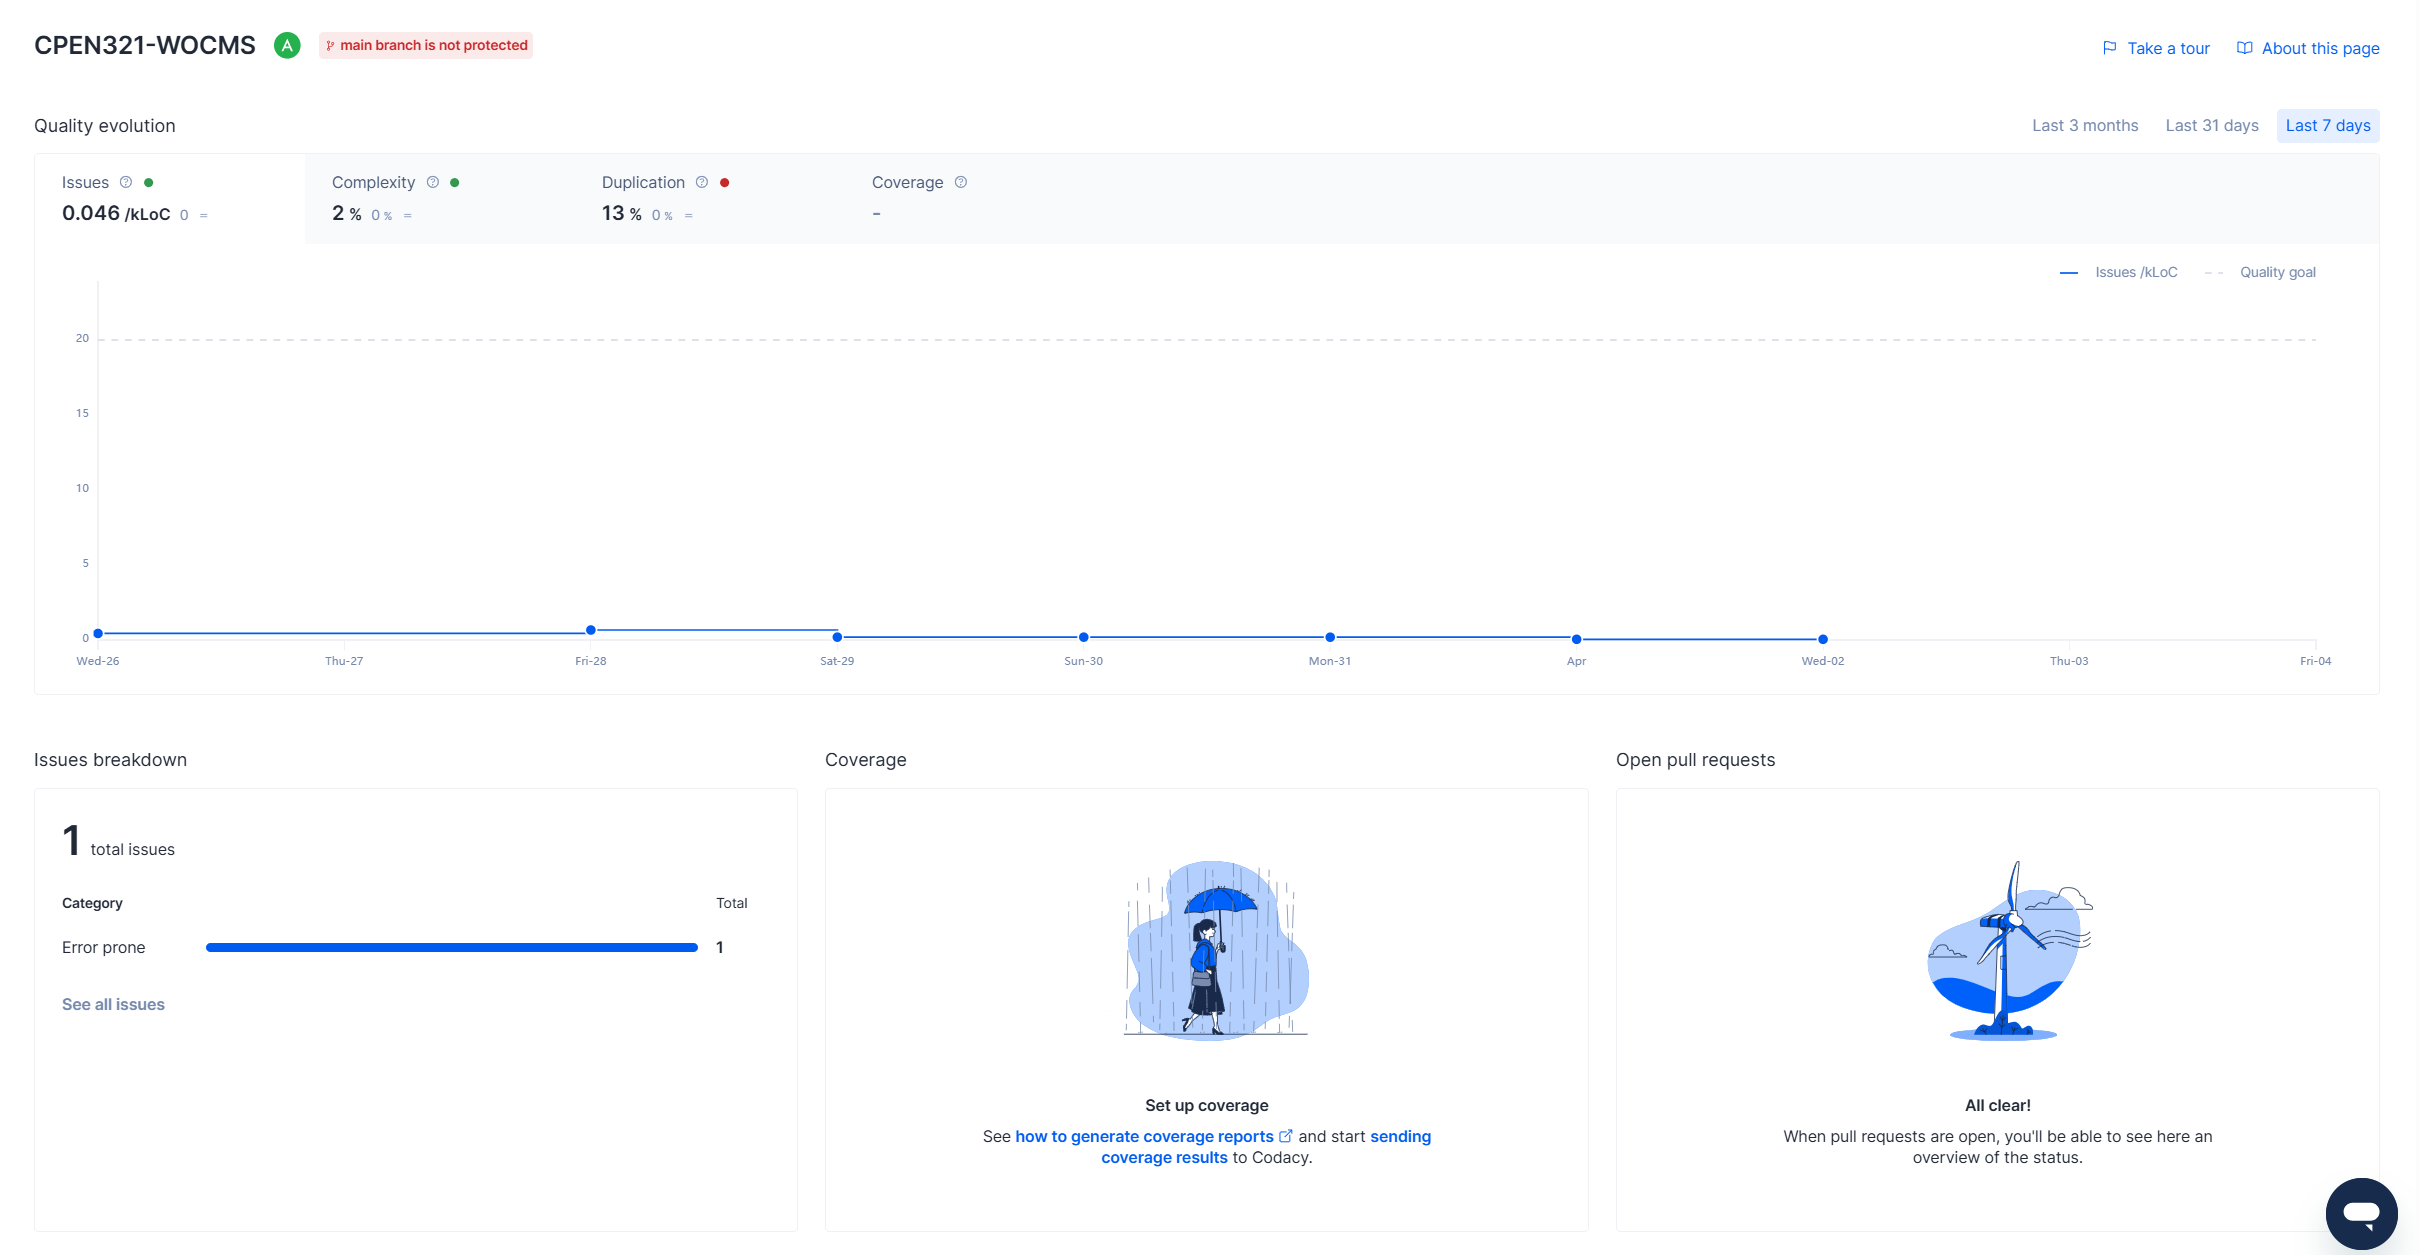 CPEN321-WOCMS A main branch is not protected
Take a tour About this page
Quality evolution
Last 3 months Last 31 days Last 7 days
Issues
0.046 /kLoC 0 =
Complexity
2 % 0 % =
Duplication
13 % 0 % =
Coverage
-
Issues /kLoC Quality goal
20
15
10
5
0
Wed-26 Thu-27 Fri-28 Sat-29 Sun-30 Mon-31 Apr Wed-02 Thu-03 Fri-04
Issues breakdown
1 total issues
Category Total
Error prone 1
See all issues
Coverage
Set up coverage
See how to generate coverage reports and start sending
coverage results to Codacy.
Open pull requests
All clear!
When pull requests are open, you'll be able to see here an
overview of the status.